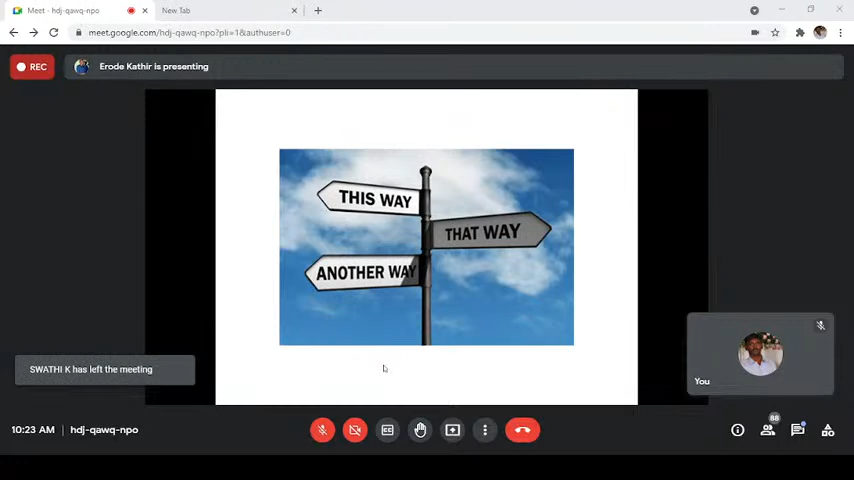 Meet - hdj-qawq-npo
New Tab
meet.google.com/hdj-qawq-npo?pli=1&authuser=0
REC
Erode Kathir is presenting
THIS WAY
THAT WAY
ANOTHER WAY
SWATHI K has left the meeting
You
10:23 AM | hdj-qawq-npo
CC
88